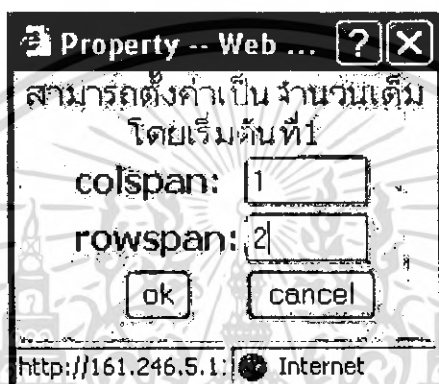 Property -- Web ... ? X
สามารถตั้งค่าเป็น จำนวนเต็ม
โดยเริ่มต้นที่1
colspan: 1
rowspan: 2
ok cancel
http://161.246.5.1 Internet